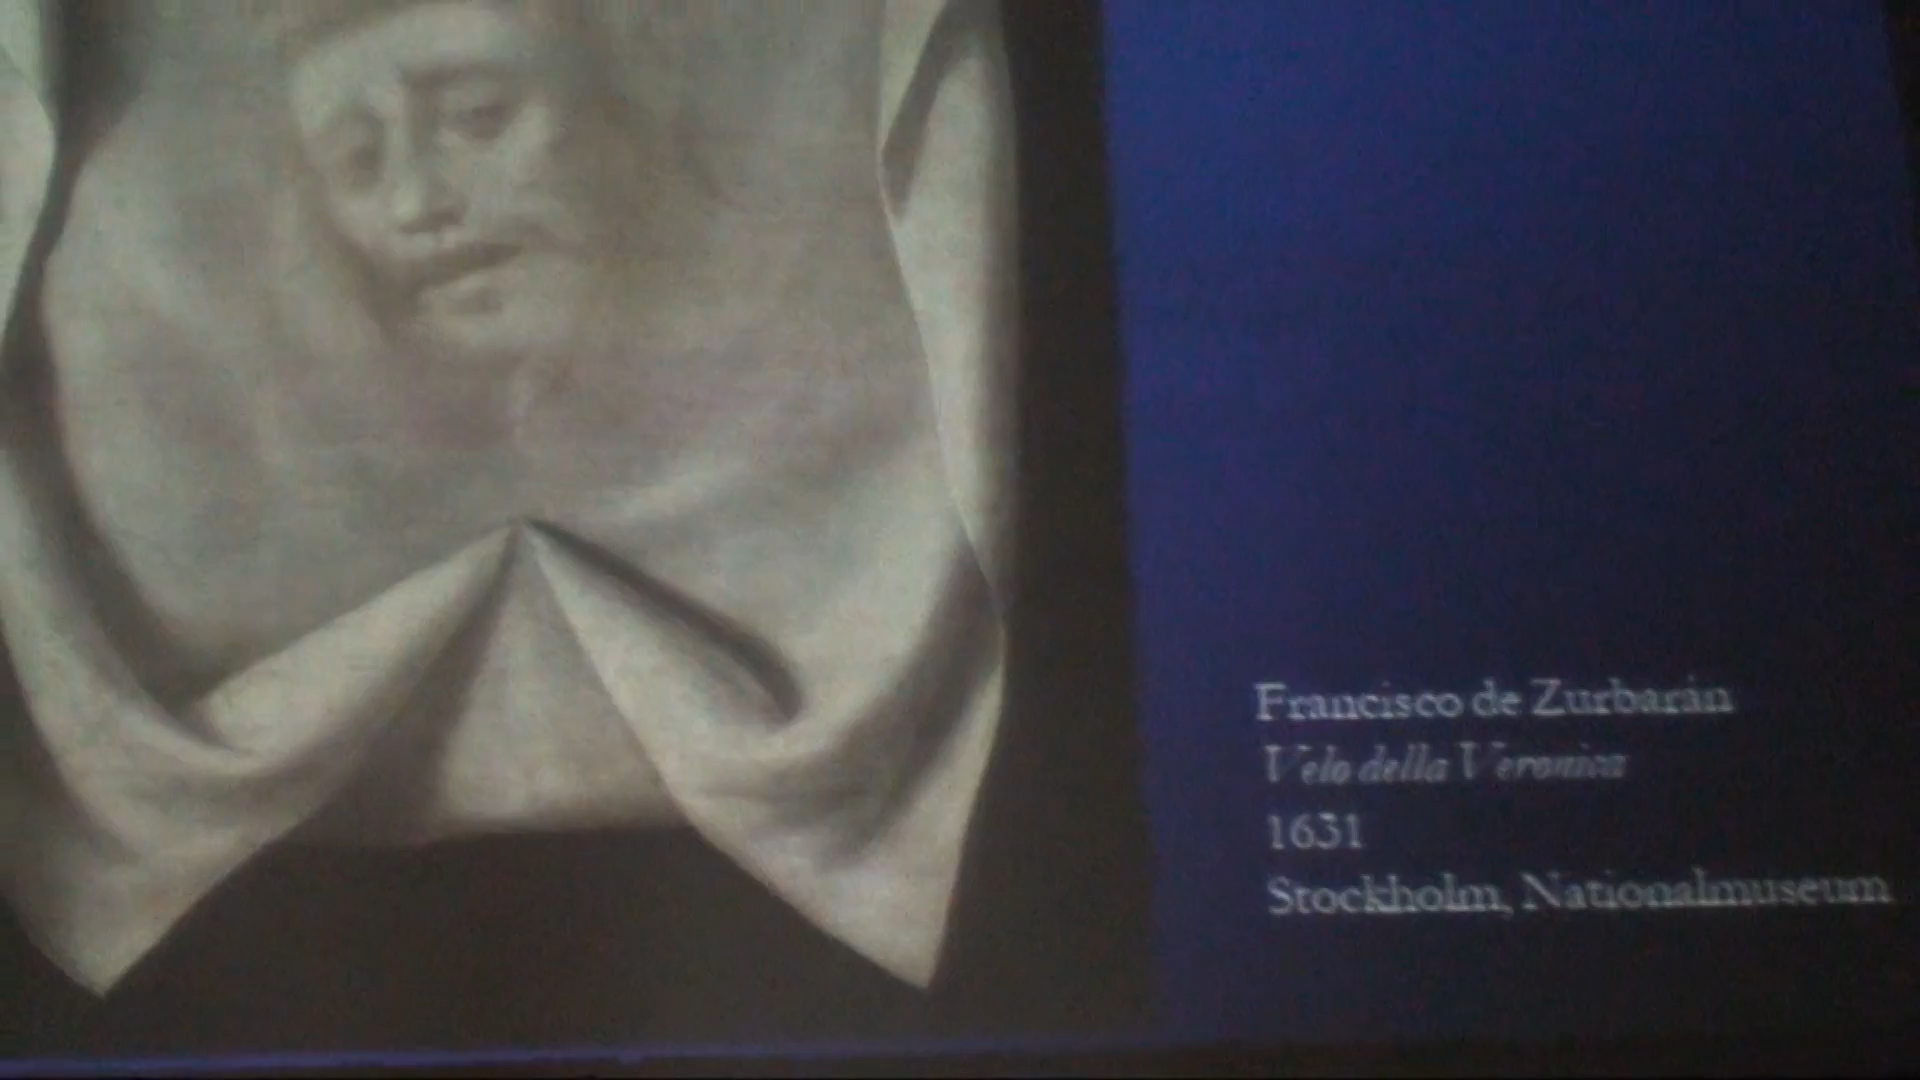 Francisco de Zurbarán
Velo della Veronica
1631
Stockholm, Nationalmuseum